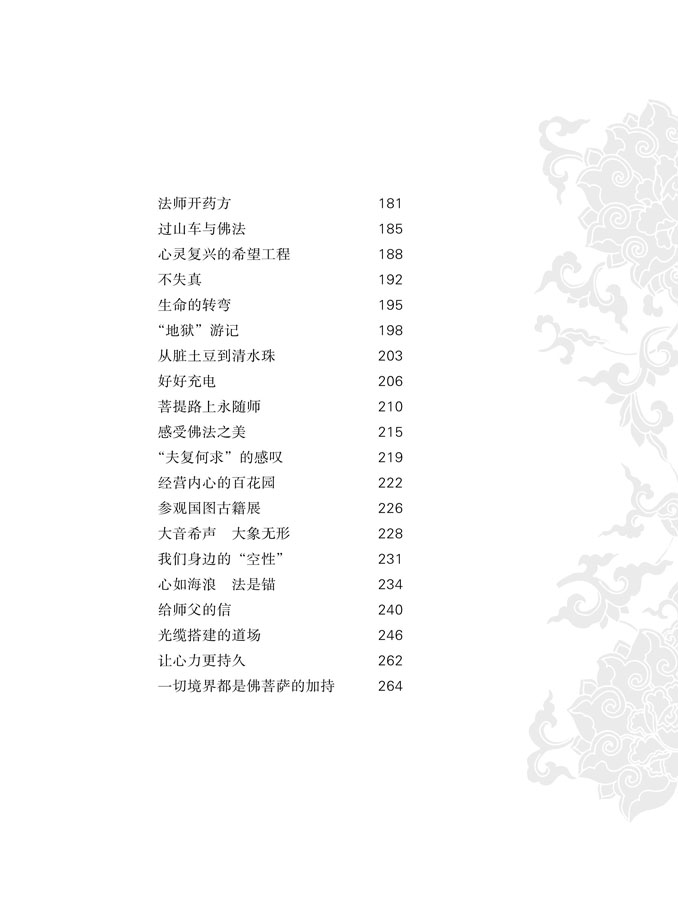 法师开药方 181
过山车与佛法 185
心灵复兴的希望工程 188
不失真 192
生命的转弯 195
“地狱”游记 198
从脏土豆到清水珠 203
好好充电 206
菩提路上永随师 210
感受佛法之美 215
“夫复何求”的感叹 219
经营内心的百花园 222
参观国图古籍展 226
大音希声　大象无形 228
我们身边的“空性” 231
心如海浪　法是锚 234
给师父的信 240
光缆搭建的道场 246
让心力更持久 262
一切境界都是佛菩萨的加持 264